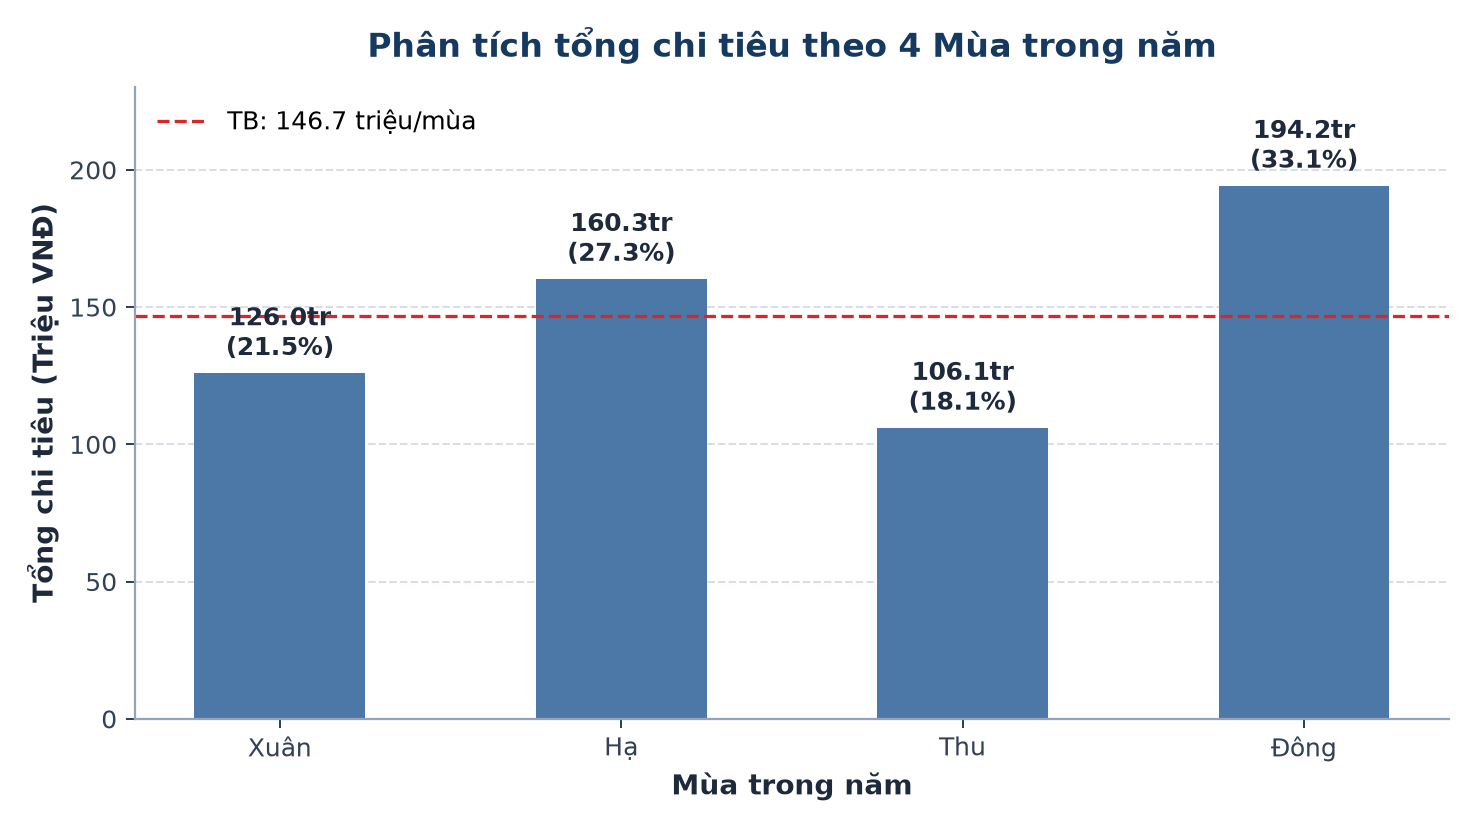 Phân tích tổng chi tiêu theo 4 Mùa trong năm
TB: 146.7 triệu/mùa
Tổng chi tiêu (Triệu VNĐ)
200
150
100
50
0
126.0tr
(21.5%)
160.3tr
(27.3%)
106.1tr
(18.1%)
194.2tr
(33.1%)
Xuân
Hạ
Thu
Đông
Mùa trong năm